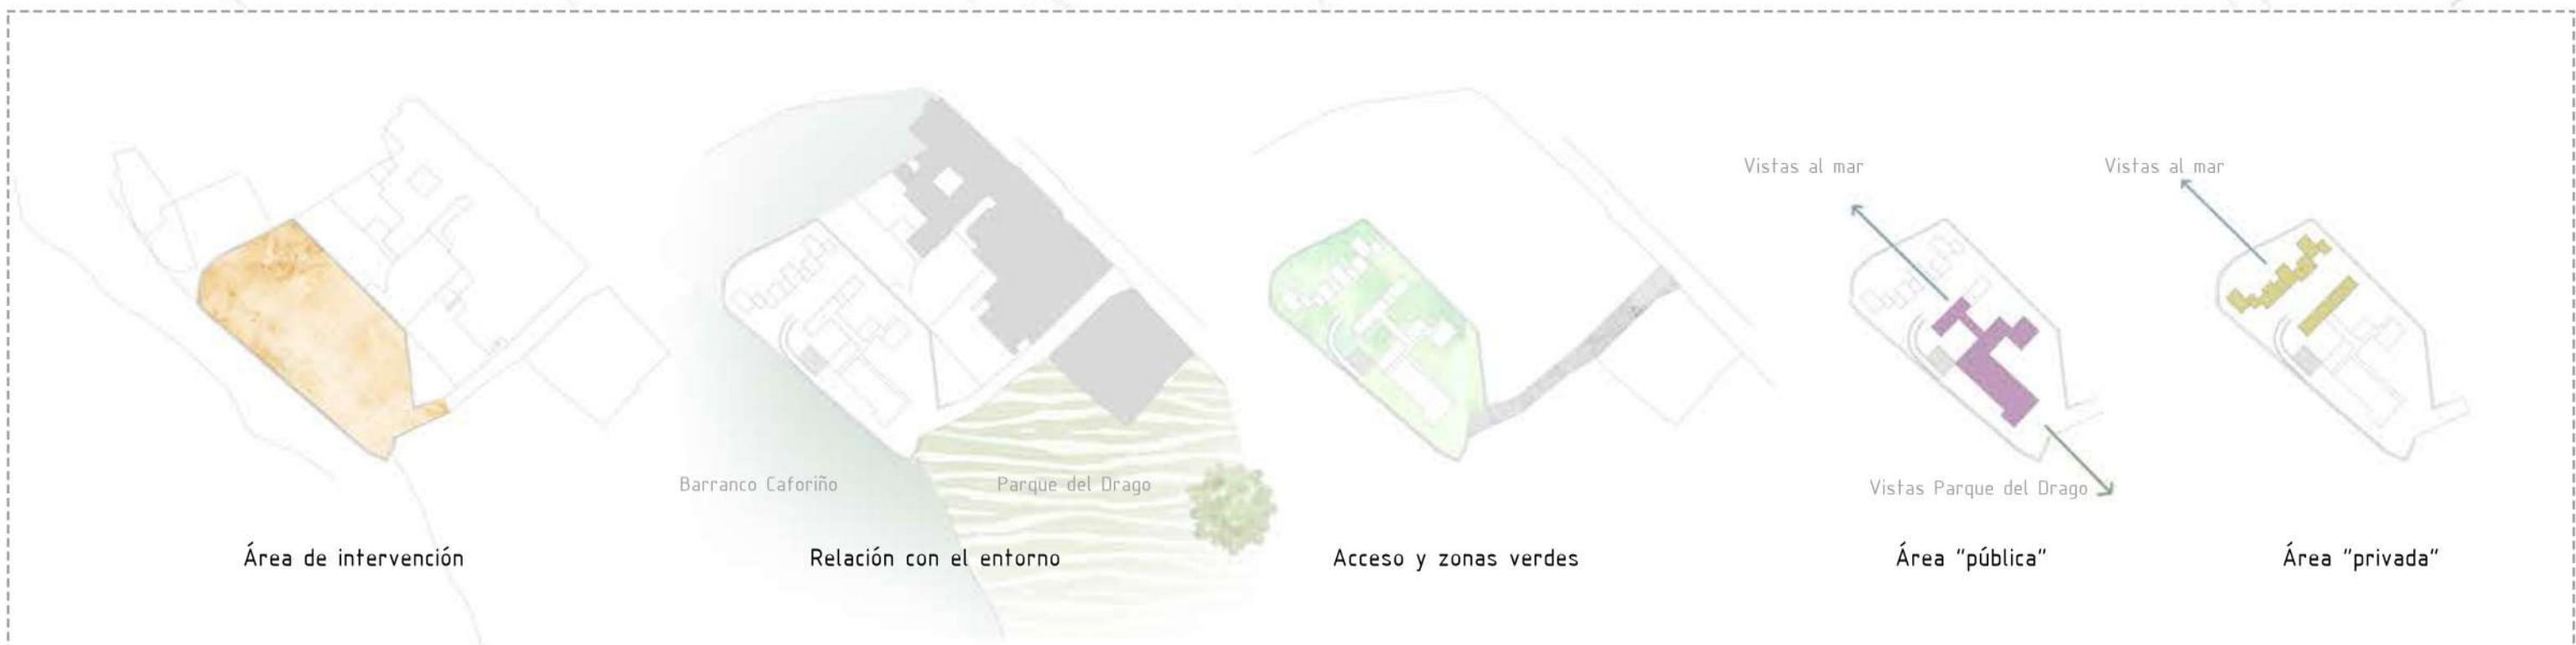 Vistas al mar
Vistas al mar
Barranco Caforiño
Parque del Drago
Vistas Parque del Drago
Área de intervención
Relación con el entorno
Acceso y zonas verdes
Área "pública"
Área "privada"